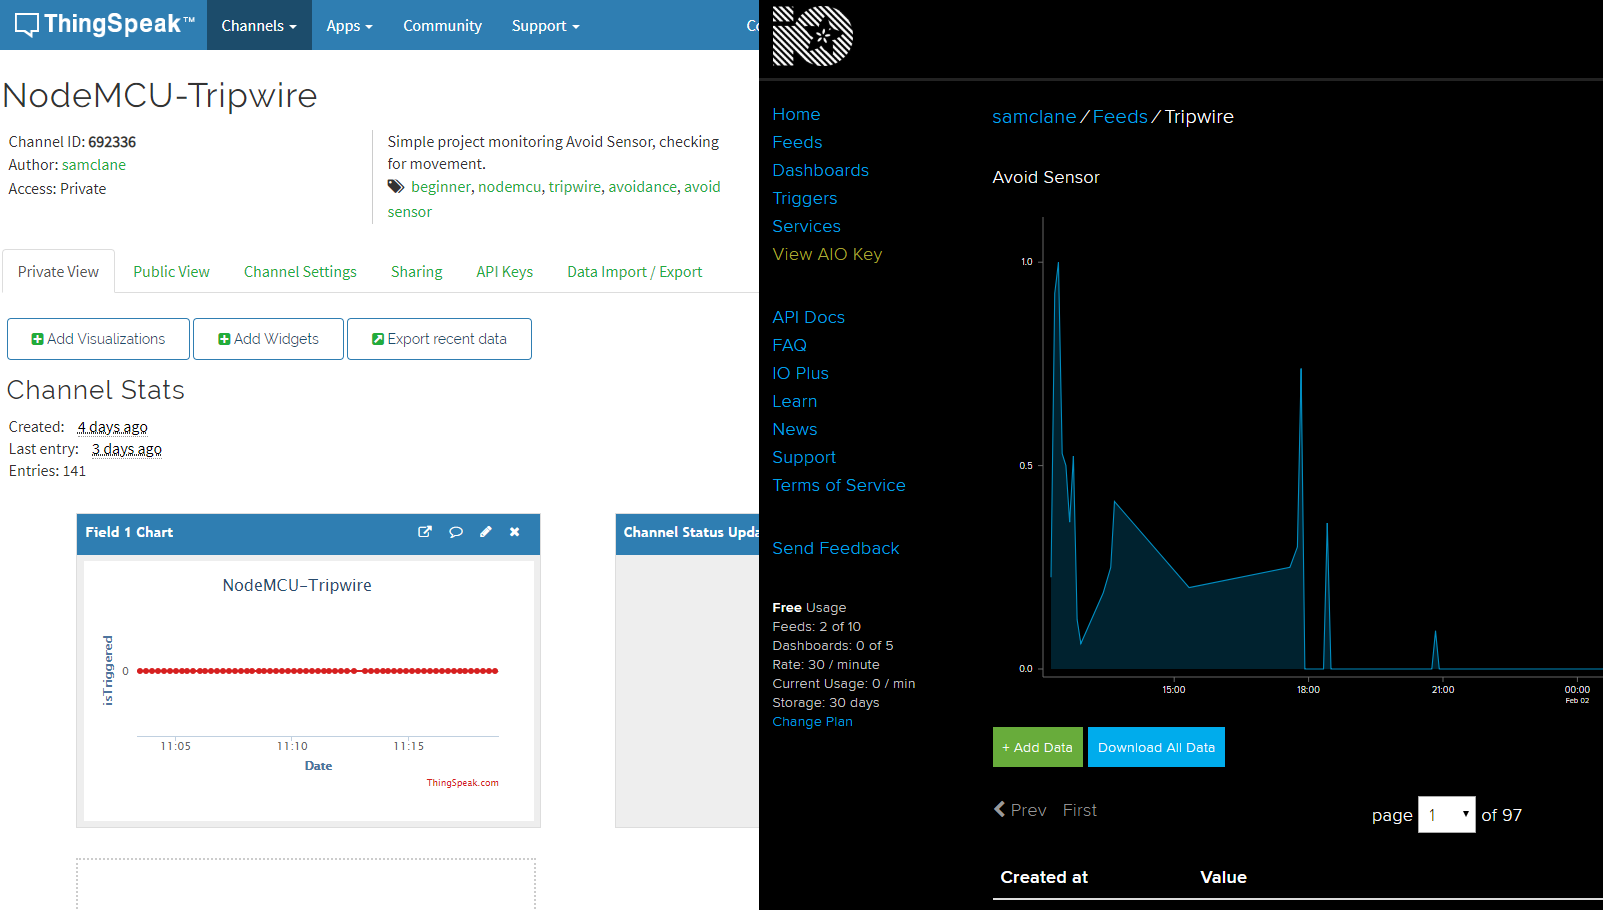 ThingSpeak™
Channels
Apps
Community
Support
NodeMCU-Tripwire
Channel ID: 692336
Author: samclane
Access: Private
Simple project monitoring Avoid Sensor, checking
for movement.
beginner, nodemcu, tripwire, avoidance, avoid
sensor
Private View
Public View
Channel Settings
Sharing
API Keys
Data Import / Export
Add Visualizations
Add Widgets
Export recent data
Channel Stats
Created: 4 days ago
Last entry: 3 days ago
Entries: 141
Field 1 Chart
NodeMCU-Tripwire
isTriggered
0
11:05
11:10
11:15
Date
ThingSpeak.com
Channel Status Upda
iO
Home
Feeds
Dashboards
Triggers
Services
View AIO Key
API Docs
FAQ
IO Plus
Learn
News
Support
Terms of Service
Send Feedback
Free Usage
Feeds: 2 of 10
Dashboards: 0 of 5
Rate: 30 / minute
Current Usage: 0 / min
Storage: 30 days
Change Plan
samclane / Feeds / Tripwire
Avoid Sensor
1.0
0.5
0.0
15:00
18:00
21:00
00:00
Feb 02
+ Add Data
Download All Data
Prev First
page 1 of 97
Created at
Value